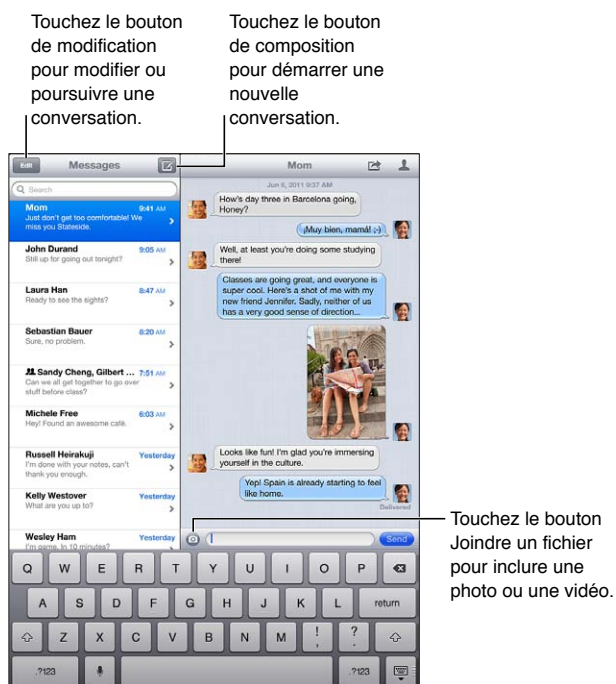 Touchez le bouton
de modification
pour modifier ou
poursuivre une
conversation.
Touchez le bouton
de composition
pour démarrer une
nouvelle
conversation.
Edit
Messages
Search
Mom 9:41 AM
Just don't get too comfortable! We
miss you Stateside.
John Durand 9:05 AM
Still up for going out tonight?
Laura Han 8:47 AM
Ready to see the sights?
Sebastian Bauer 8:20 AM
Sure, no problem.
Sandy Cheng, Gilbert ... 7:51 AM
Can we all get together to go over
stuff before class?
Michele Free 6:03 AM
Hey! Found an awesome café.
Russell Heirakuji Yesterday
I'm done with your notes, can't
thank you enough.
Kelly Westover Yesterday
What are you up to?
Wesley Ham Yesterday
I'm game. In 10 minutes?
Mom
Jun 6, 2011 9:37 AM
How's day three in Barcelona going,
Honey?
¡Muy bien, mamá! ;-)
Well, at least you're doing some studying
there!
Classes are going great, and everyone is
super cool. Here's a shot of me with my
new friend Jennifer. Sadly, neither of us
has a very good sense of direction...
Looks like fun! I'm glad you're immersing
yourself in the culture.
Yep! Spain is already starting to feel
like home.
Delivered
Send
Touchez le bouton
Joindre un fichier
pour inclure une
photo ou une vidéo.
Q W E R T Y U I O P
A S D F G H J K L return
Z X C V B N M ! , ? .
.?123 .?123